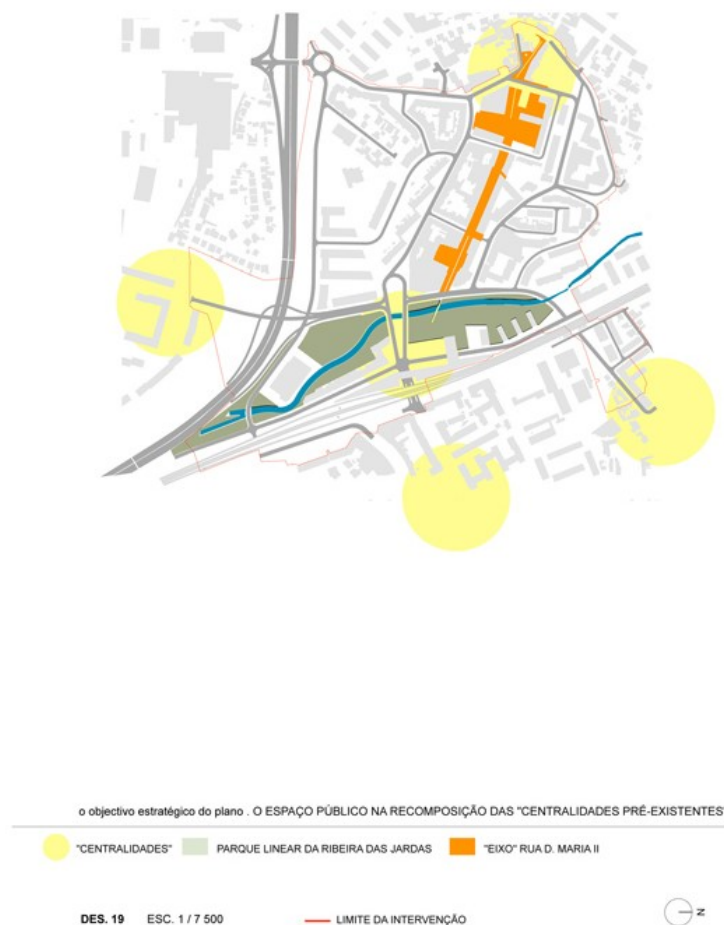 o objectivo estratégico do plano . O ESPAÇO PÚBLICO NA RECOMPOSIÇÃO DAS "CENTRALIDADES PRÉ-EXISTENTES"
"CENTRALIDADES" PARQUE LINEAR DA RIBEIRA DAS JARDAS "EIXO" RUA D. MARIA II
DES. 19 ESC. 1 / 7 500 LIMITE DA INTERVENÇÃO N